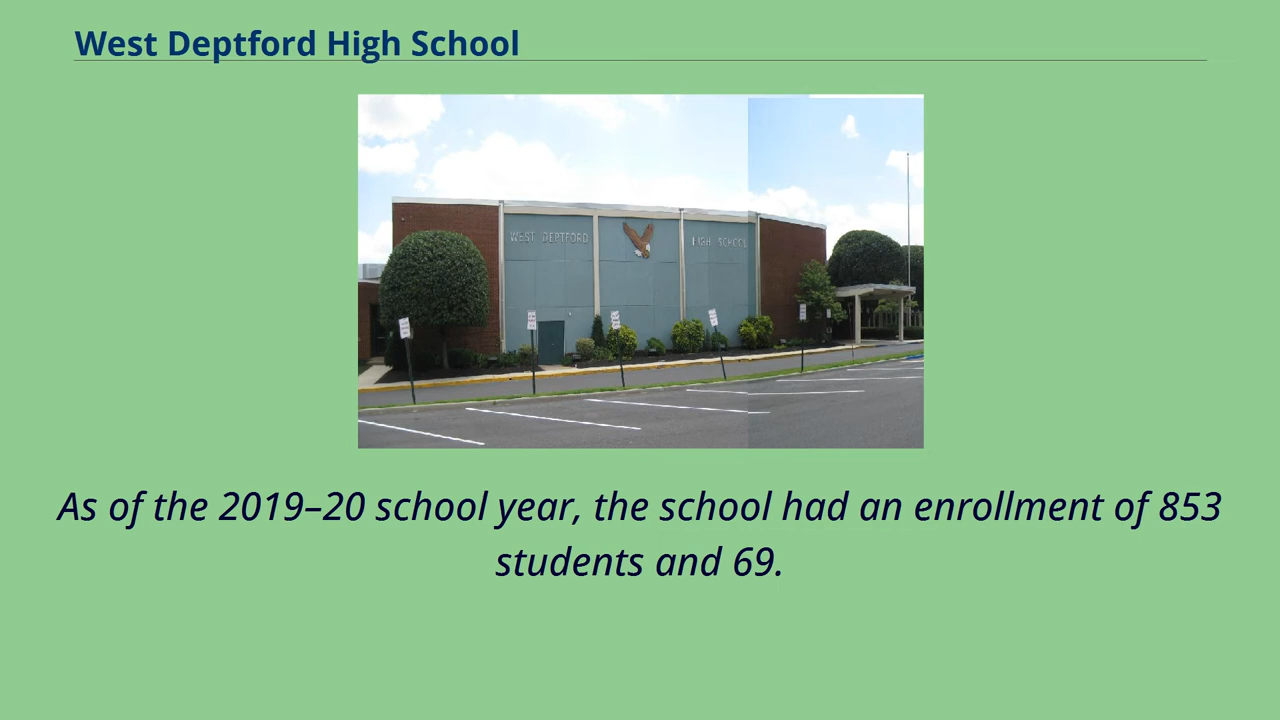 West Deptford High School
WEST DEPTFORD
HIGH SCHOOL
As of the 2019–20 school year, the school had an enrollment of 853
students and 69.